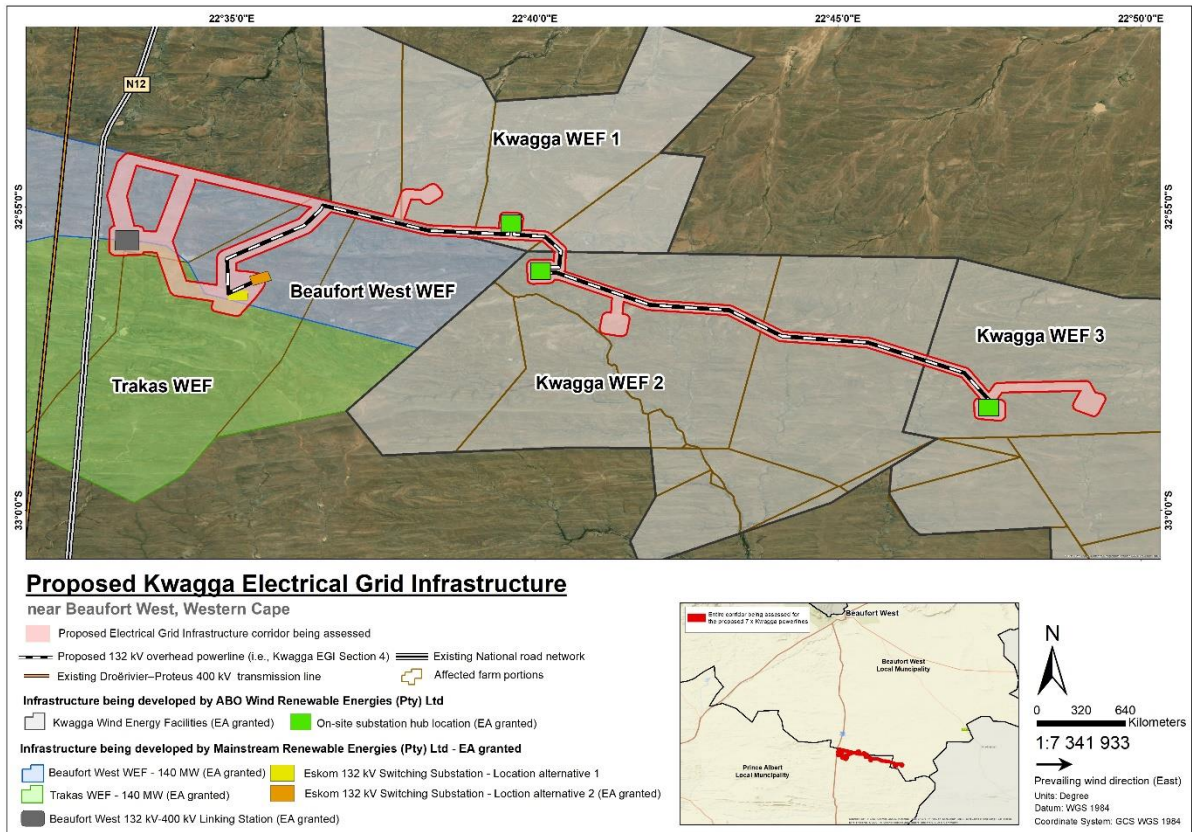 22°35'0"E 22°40'0"E 22°45'0"E 22°50'0"E
N12
Kwagga WEF 1
32°55'0"S 32°55'0"S
Beaufort West WEF
Kwagga WEF 3
Trakas WEF
Kwagga WEF 2
33°0'0"S 33°0'0"S
Proposed Kwagga Electrical Grid Infrastructure
near Beaufort West, Western Cape
Proposed Electrical Grid Infrastructure corridor being assessed
Proposed 132 kV overhead powerline (i.e., Kwagga EGI Section 4) Existing National road network
Existing Droërivier–Proteus 400 kV transmission line Affected farm portions
Infrastructure being developed by ABO Wind Renewable Energies (Pty) Ltd
Kwagga Wind Energy Facilities (EA granted) On-site substation hub location (EA granted)
Infrastructure being developed by Mainstream Renewable Energies (Pty) Ltd - EA granted
Beaufort West WEF - 140 MW (EA granted) Eskom 132 kV Switching Substation - Location alternative 1
Trakas WEF - 140 MW (EA granted) Eskom 132 kV Switching Substation - Loction alternative 2 (EA granted)
Beaufort West 132 kV-400 kV Linking Station (EA granted)
Entire corridor being assessed for
the proposed 7 x Kwagga powerlines
Beaufort West
Beaufort West
Local Muncipality
Prince Albert
Local Muncipality
N
0 320 640
Kilometers
1:7 341 933
Prevailing wind direction (East)
Units: Degree
Datum: WGS 1984
Coordinate System: GCS WGS 1984